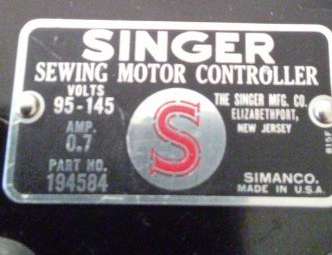 SINGER
SEWING MOTOR CONTROLLER
VOLTS
95-145
AMP.
0.7
PART NO.
194584
S
THE SINGER MFG. CO.
ELIZABETHPORT,
NEW JERSEY
SIMANCO.
MADE IN U.S.A